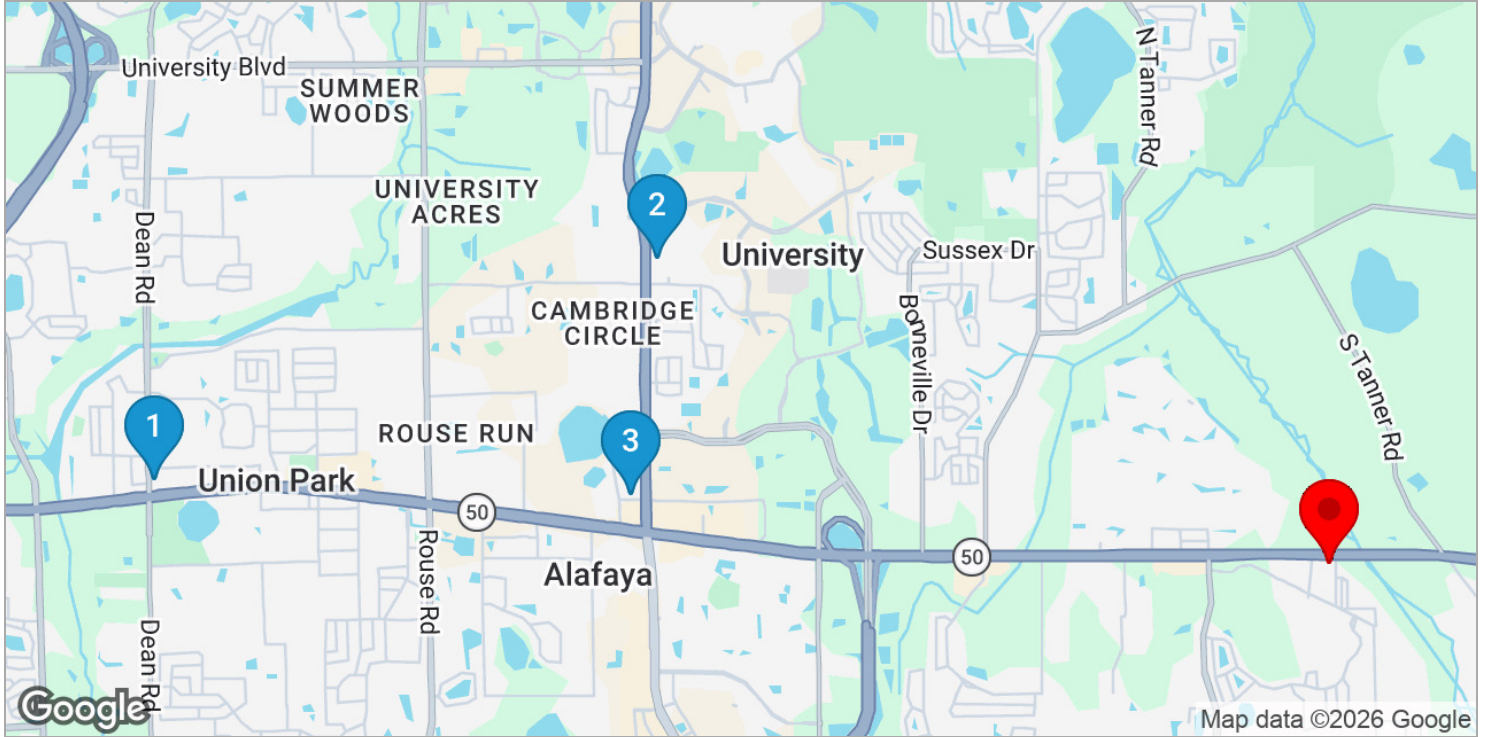 University Blvd
SUMMER
WOODS
N Tanner Rd
UNIVERSITY
ACRES
2
Dean Rd
University
Sussex Dr
CAMBRIDGE
CIRCLE
Bonneville Dr
S Tanner Rd
1
ROUSE RUN
3
Union Park
50
Rouse Rd
50
Alafaya
Dean Rd
Google
Map data ©2026 Google